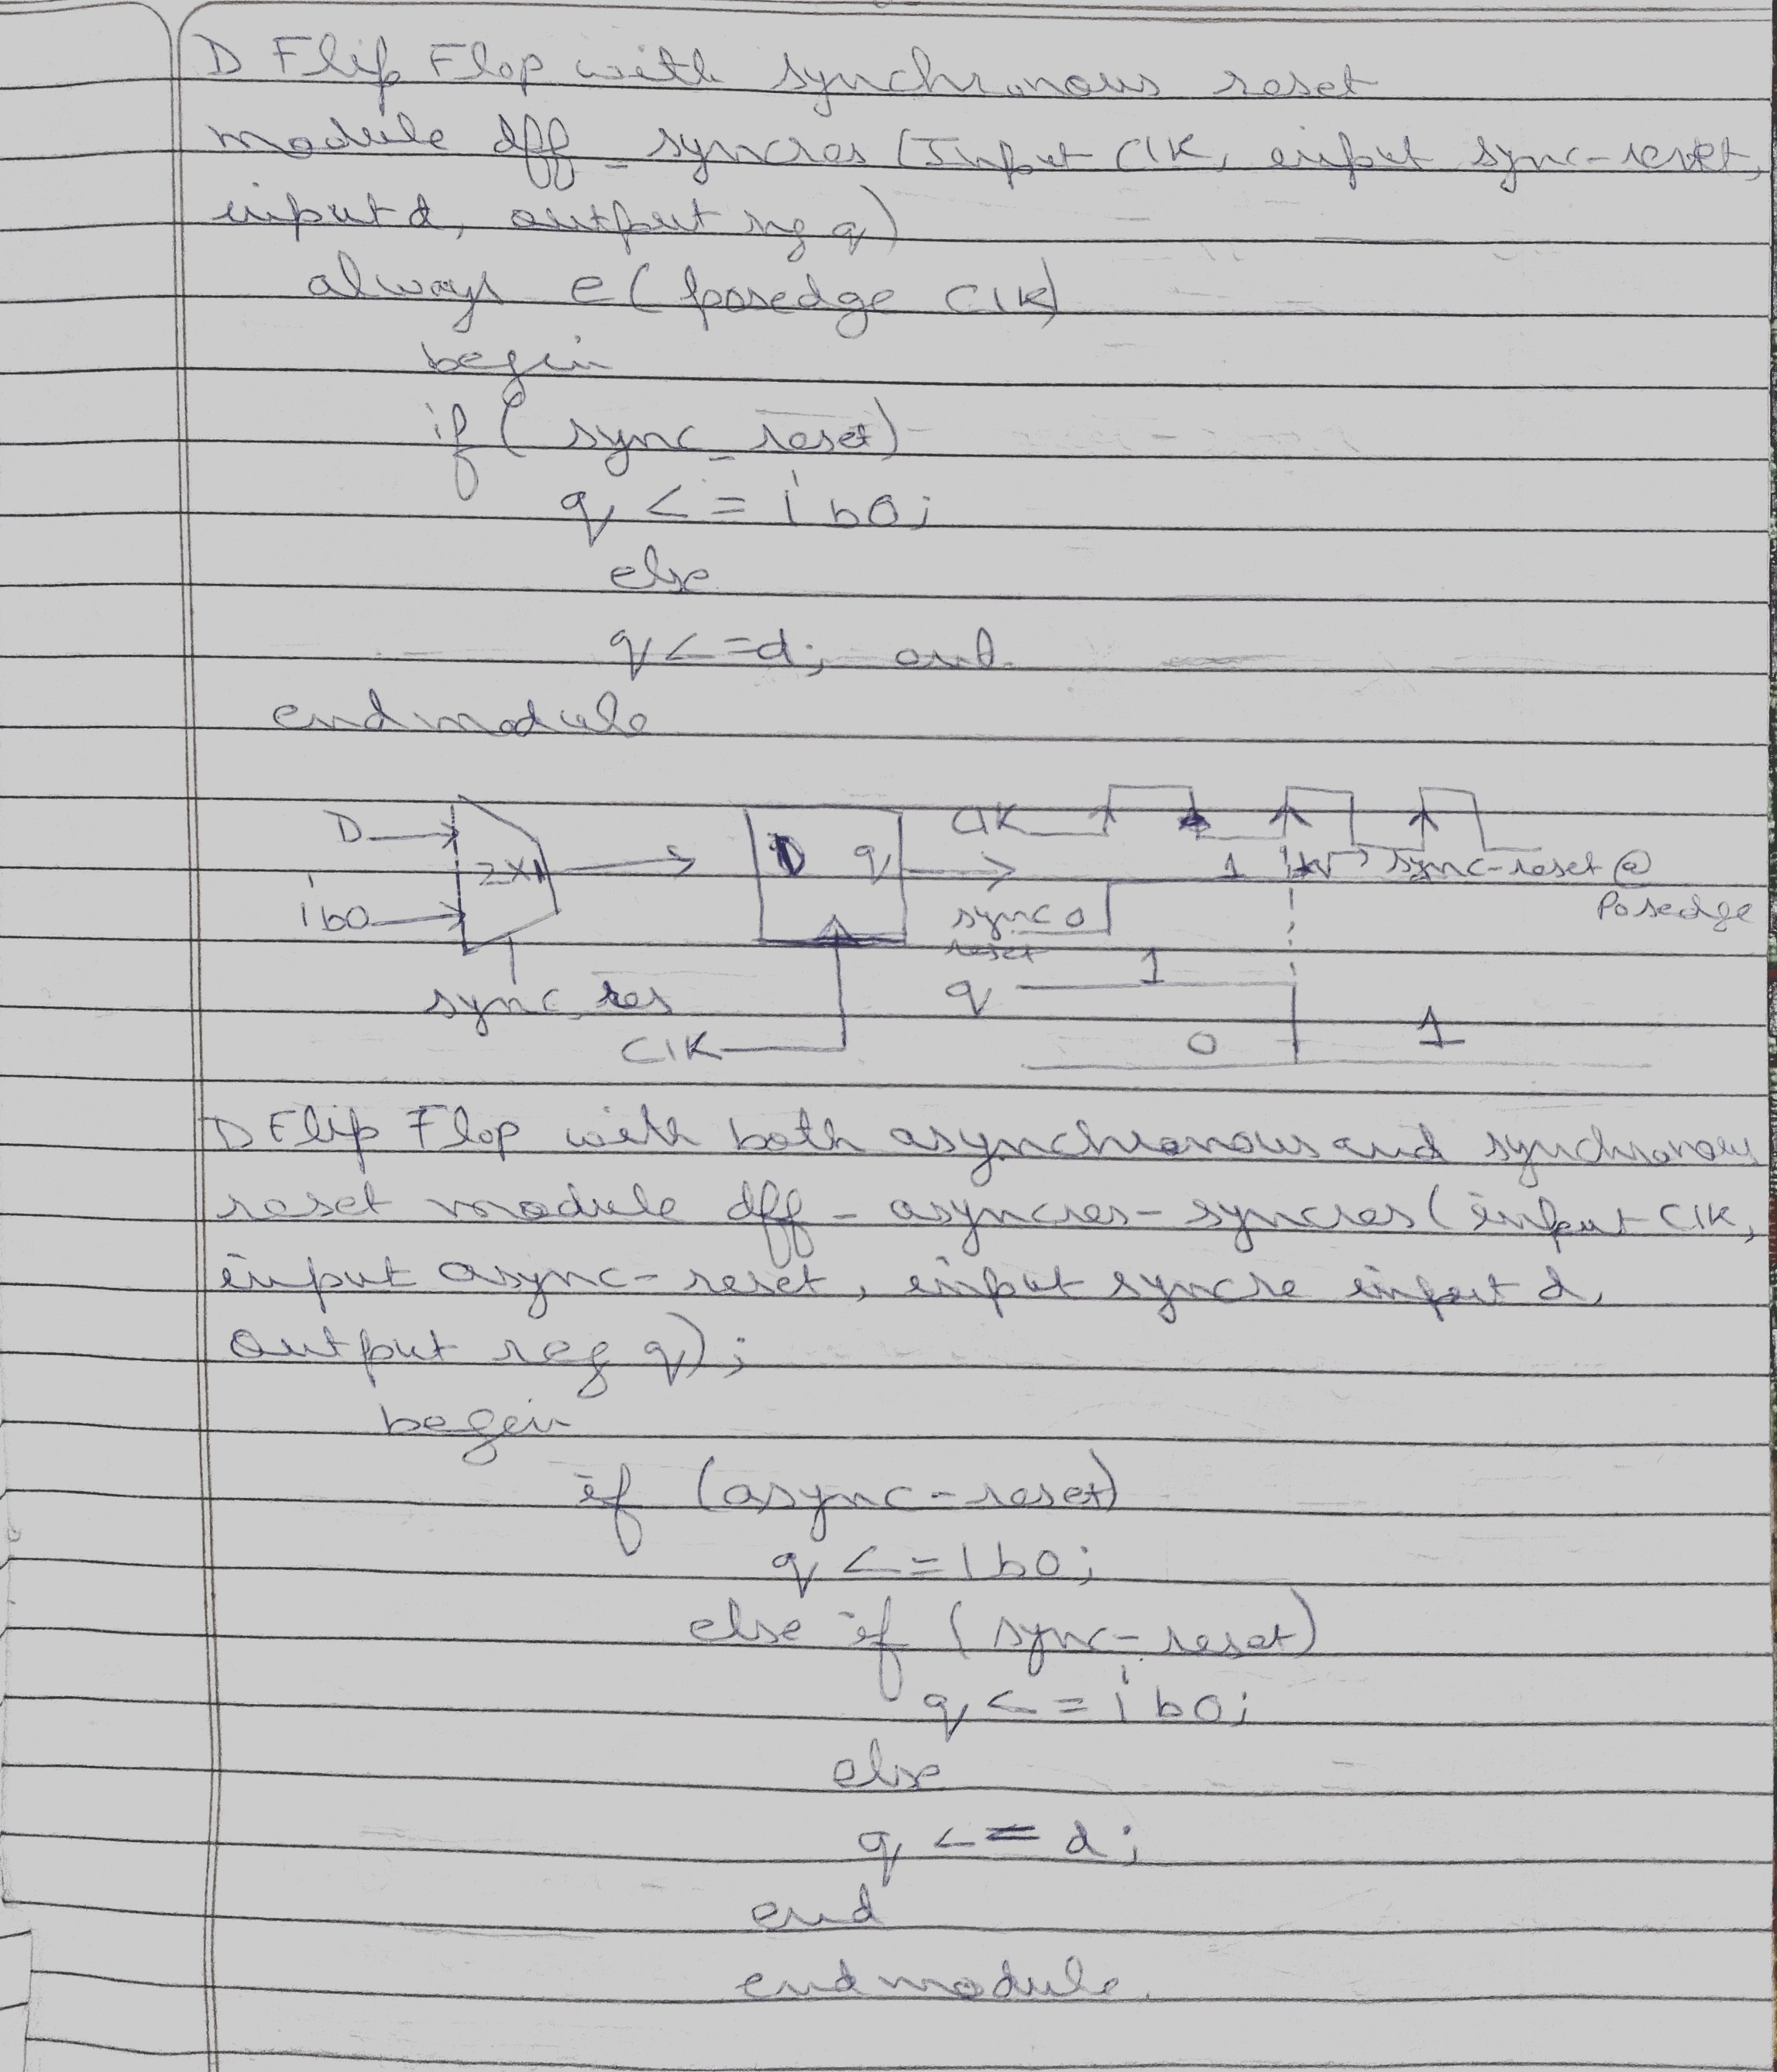 D Flip Flop with synchronous reset
module dff_syncres (Input Clk, input sync-reset,
input d, output reg q)
always @ (posedge Clk)
begin
if (sync_reset)
q <= 1'b0;
else
q <= d; end
endmodule
D
2x1
1'b0
sync_res
Clk
D q
Clk
1
sync-reset @
Posedge
sync 0
reset
q 1
0 1
D Flip Flop with both asynchronous and synchronous
reset module dff - asyncres - syncres (input Clk,
input async-reset, input syncre input d,
Output reg q);
begin
if (async-reset)
q <= 1b0;
else if (sync-reset)
q <= 1'b0;
else
q <= d;
end
endmodule.